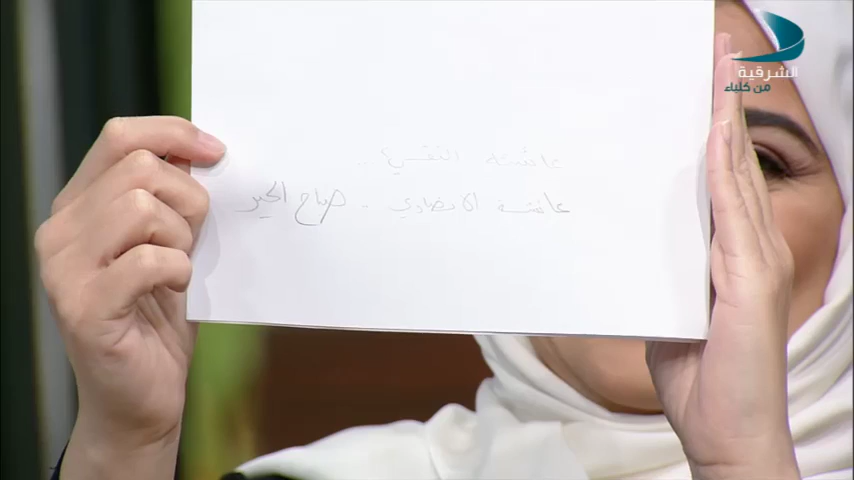 الشرقية
من كلباء
عائشة النقبي -
عائشة الانصاري - صباح الخير